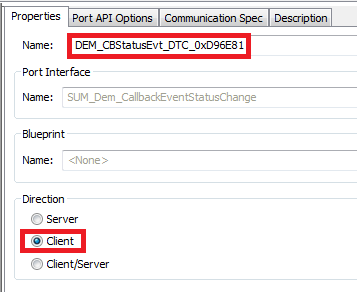 Properties Port API Options Communication Spec Description
Name: DEM_CBStatusEvt_DTC_0xD96E81
Port Interface
Name: SUM_Dem_CallbackEventStatusChange
Blueprint
Name: <None>
Direction
Server
Client
Client/Server